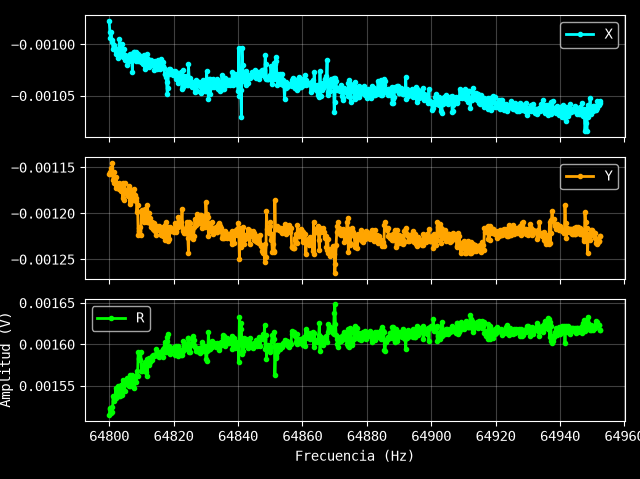 −0.00100
−0.00105
X
−0.00115
−0.00120
−0.00125
Y
0.00165
0.00160
0.00155
R
Amplitud (V)
64800 64820 64840 64860 64880 64900 64920 64940 64960
Frecuencia (Hz)